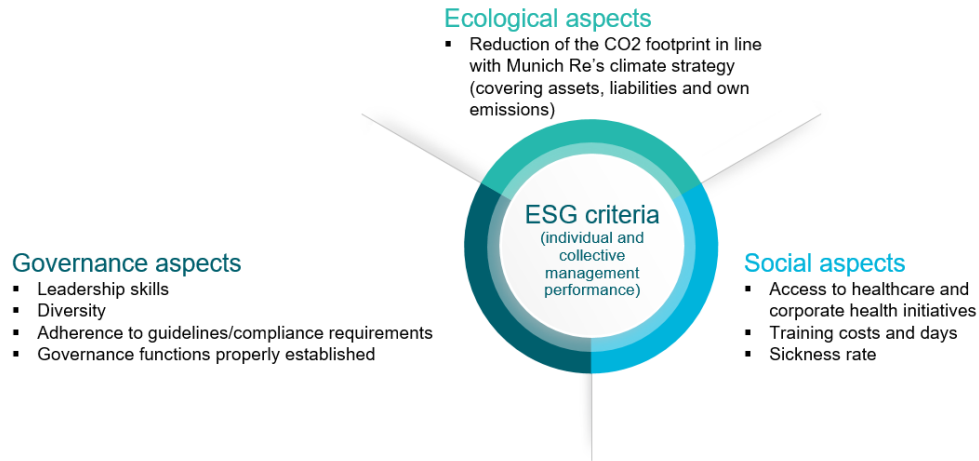 Ecological aspects
▪ Reduction of the CO2 footprint in line
with Munich Re's climate strategy
(covering assets, liabilities and own
emissions)
ESG criteria
(individual and
collective
management
performance)
Governance aspects
▪ Leadership skills
▪ Diversity
▪ Adherence to guidelines/compliance requirements
▪ Governance functions properly established
Social aspects
▪ Access to healthcare and
corporate health initiatives
▪ Training costs and days
▪ Sickness rate